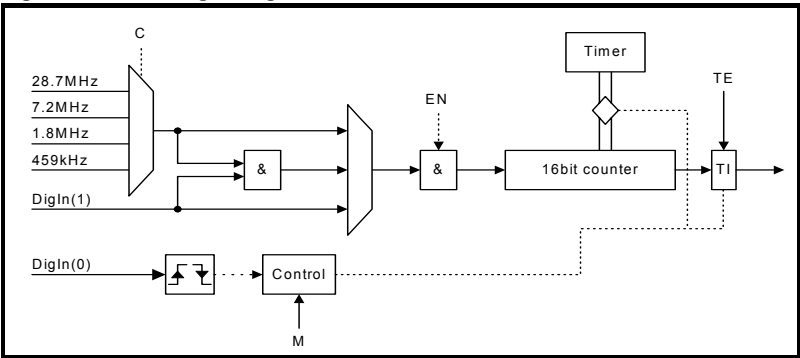 C
Timer
28.7MHz
TE
7.2MHz
EN
1.8MHz
459kHz
&
&
16bit counter
TI
DigIn(1)
DigIn(0)
Control
M